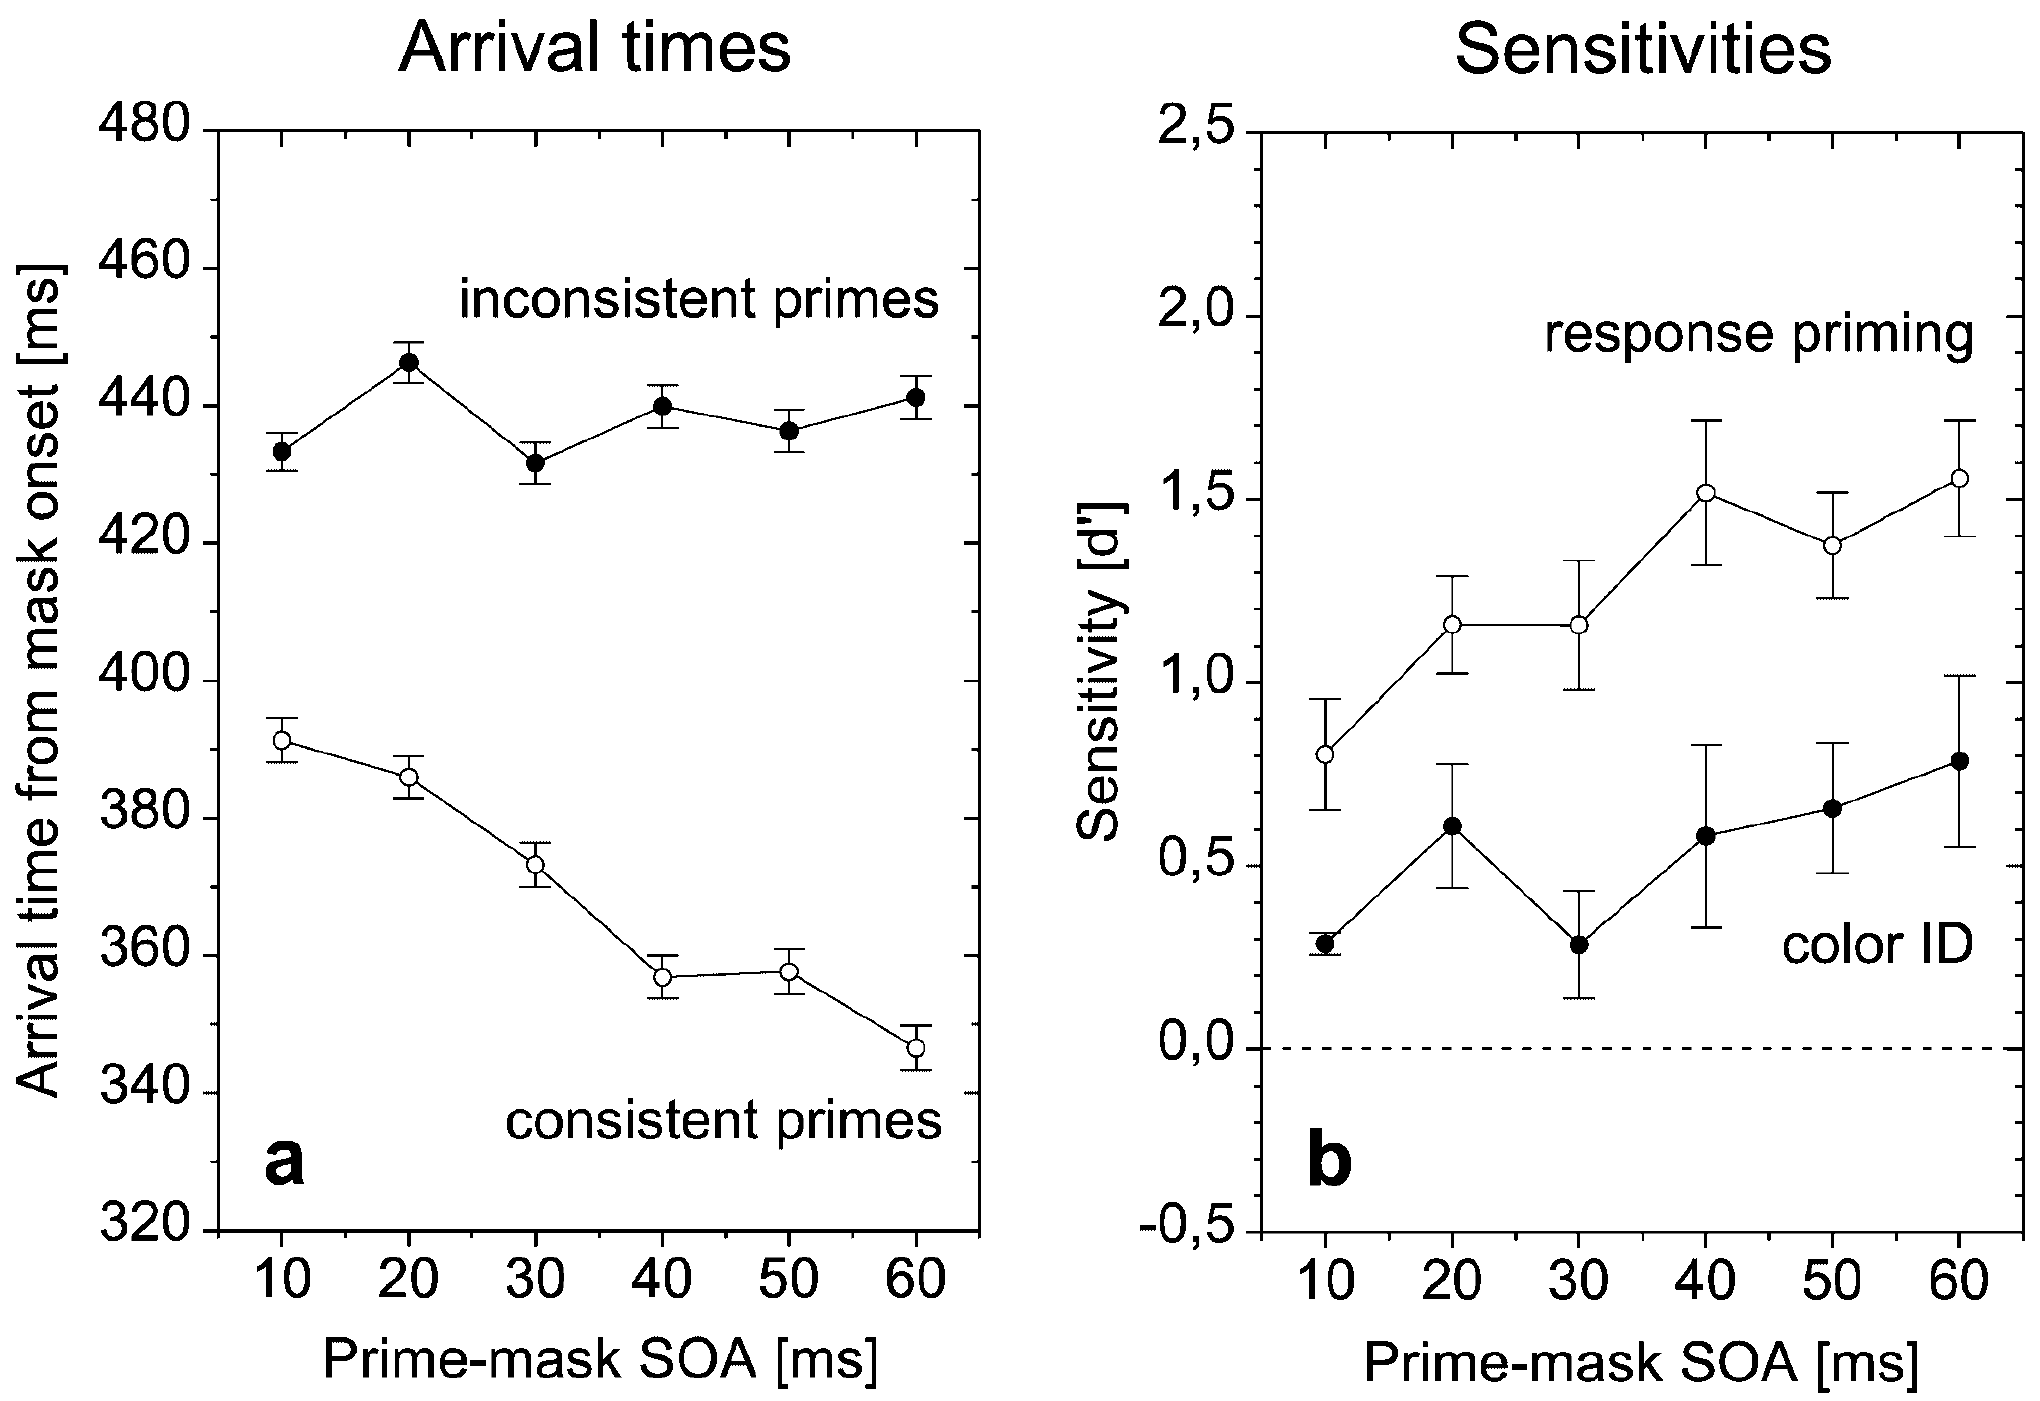 Arrival times
Arrival time from mask onset [ms]
480
460
440
420
400
380
360
340
320
inconsistent primes
consistent primes
a
10 20 30 40 50 60
Prime-mask SOA [ms]
Sensitivities
Sensitivity [d']
2,5
2,0
1,5
1,0
0,5
0,0
-0,5
response priming
color ID
b
10 20 30 40 50 60
Prime-mask SOA [ms]